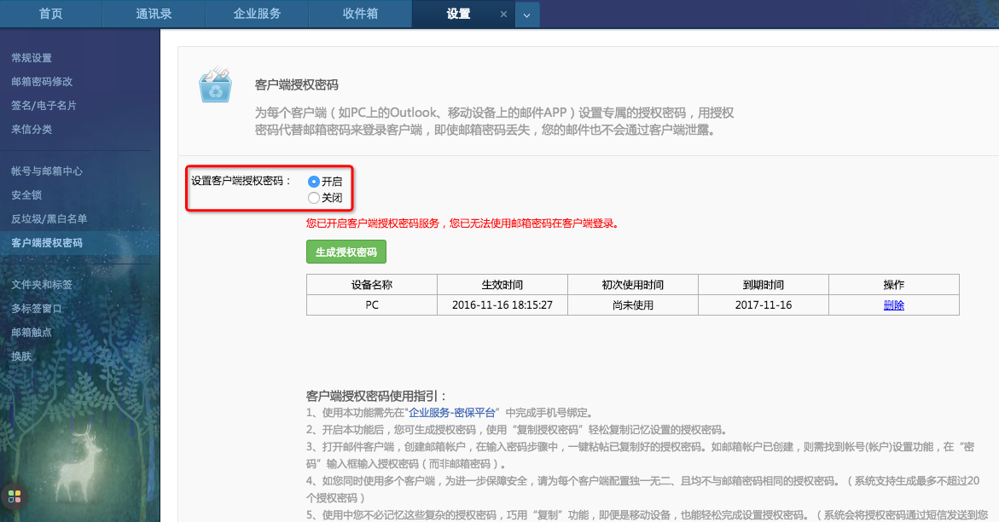 首页 通讯录 企业服务 收件箱 设置
常规设置
邮箱密码修改
签名/电子名片
来信分类
帐号与邮箱中心
安全锁
反垃圾/黑白名单
客户端授权密码
文件夹和标签
多标签窗口
邮箱触点
换肤
客户端授权密码
为每个客户端（如PC上的Outlook、移动设备上的邮件APP）设置专属的授权密码，用授权
密码代替邮箱密码来登录客户端，即使邮箱密码丢失，您的邮件也不会通过客户端泄露。
设置客户端授权密码： 开启
关闭
您已开启客户端授权密码服务，您已无法使用邮箱密码在客户端登录。
生成授权密码
设备名称 生效时间 初次使用时间 到期时间 操作
PC 2016-11-16 18:15:27 尚未使用 2017-11-16 删除
客户端授权密码使用指引：
1、使用本功能需先在"企业服务-密保平台”中完成手机号绑定。
2、开启本功能后，您可生成授权密码，使用“复制授权密码”轻松复制记忆设置的授权密码。
3、打开邮件客户端，创建邮箱帐户，在输入密码步骤中，一键粘帖已复制好的授权密码。如邮箱帐户已创建，则需找到帐号(帐户)设置功能，在“密
码”输入框输入授权密码（而非邮箱密码）。
4、如您同时使用多个客户端，为进一步保障安全，请为每个客户端配置独一无二、且均不与邮箱密码相同的授权密码。（系统支持生成最多不超过20
个授权密码）
5、使用中您不必记忆这些复杂的授权密码，巧用“复制”功能，即便是移动设备，也能轻松完成设置授权密码。（系统会将授权密码通过短信发送到您